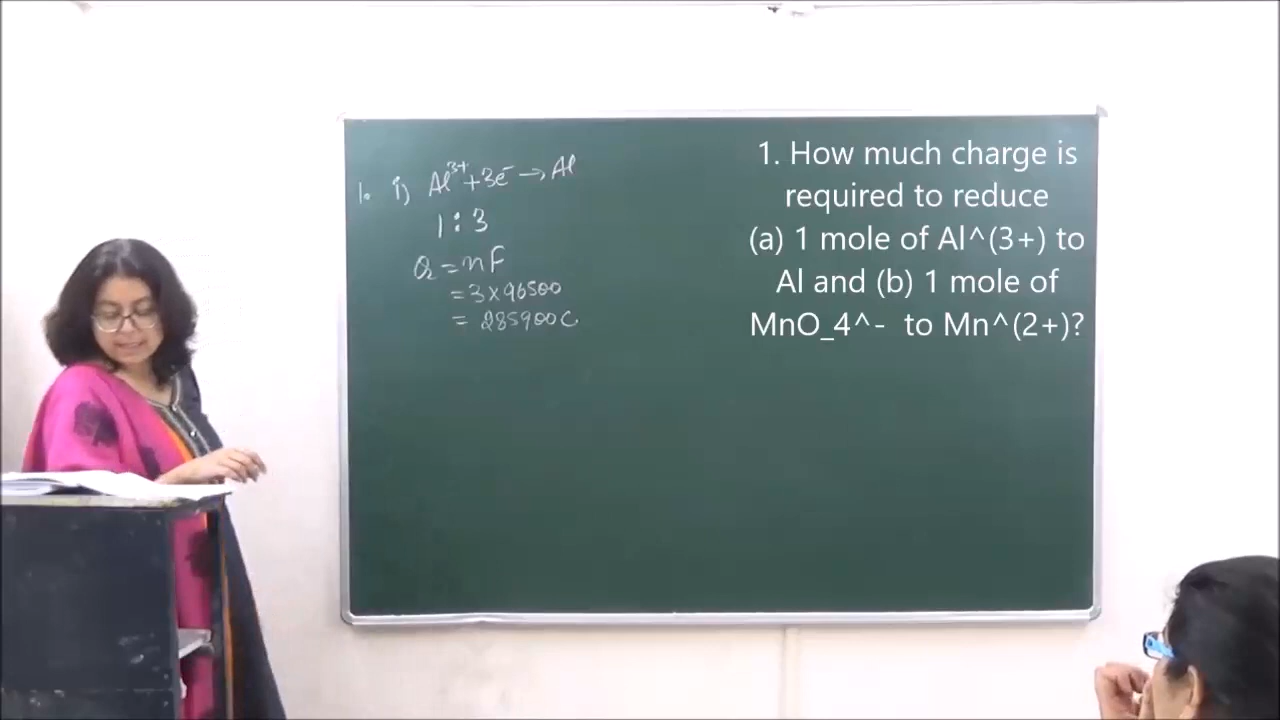 1. i) Al³⁺ + 3e⁻ → Al
1 : 3
Q = nF
= 3 × 96500
= 285900 C
1. How much charge is
required to reduce
(a) 1 mole of Al^(3+) to
Al and (b) 1 mole of
MnO_4^- to Mn^(2+)?